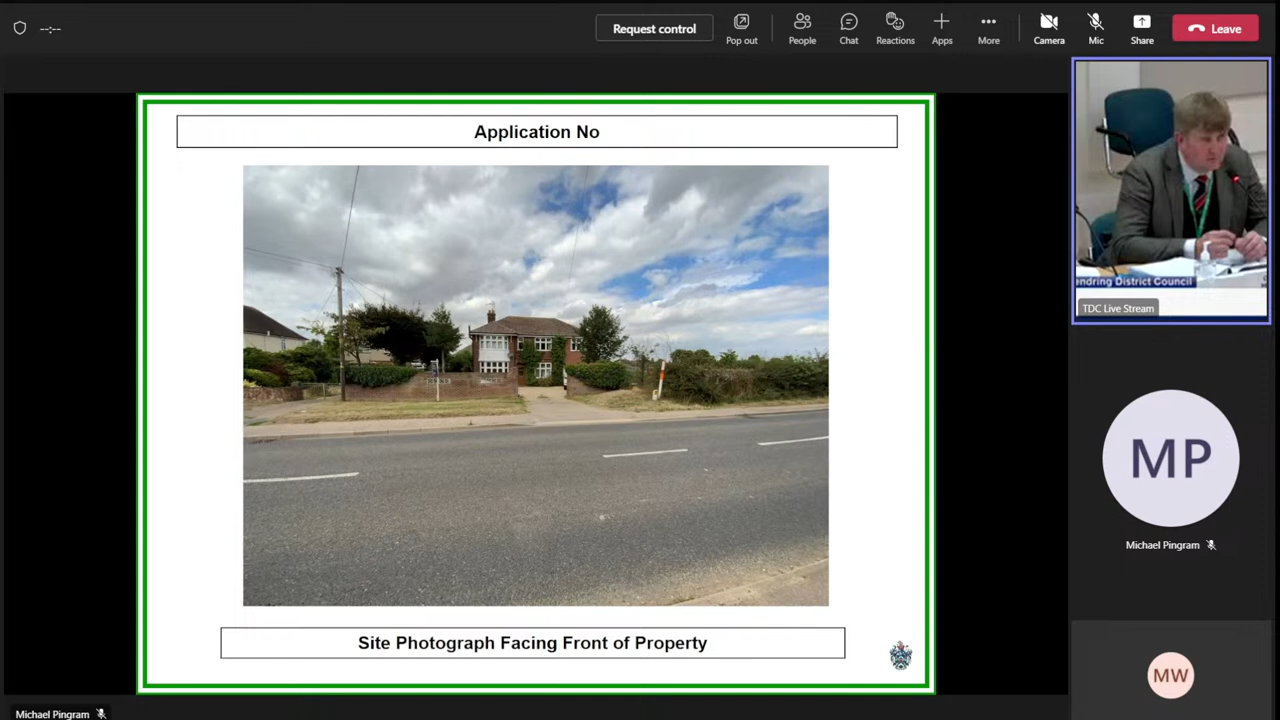 --:--
Request control
Pop out
People
Chat
Reactions
Apps
More
Camera
Mic
Share
Leave
Application No
Site Photograph Facing Front of Property
endring District Council
TDC Live Stream
MP
Michael Pingram
MW
Michael Pingram